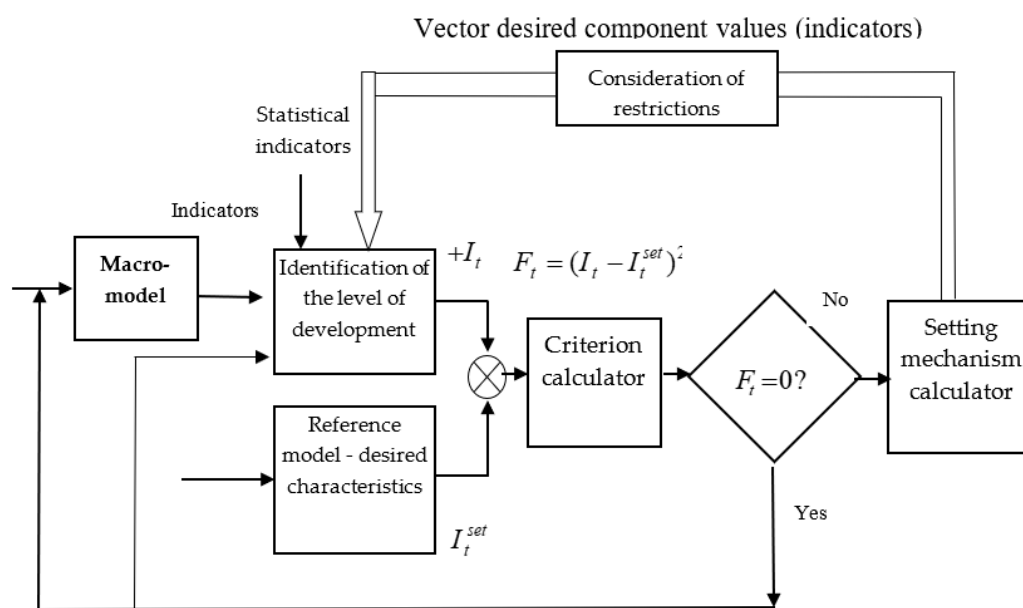 Vector desired component values (indicators)
Consideration of
restrictions
Statistical
indicators
Indicators
Macro-
model
Identification of
the level of
development
+I_t
F_t = (I_t − I_t^{set})^2
No
Criterion
calculator
F_t = 0?
Setting
mechanism
calculator
Reference
model - desired
characteristics
I_t^{set}
Yes